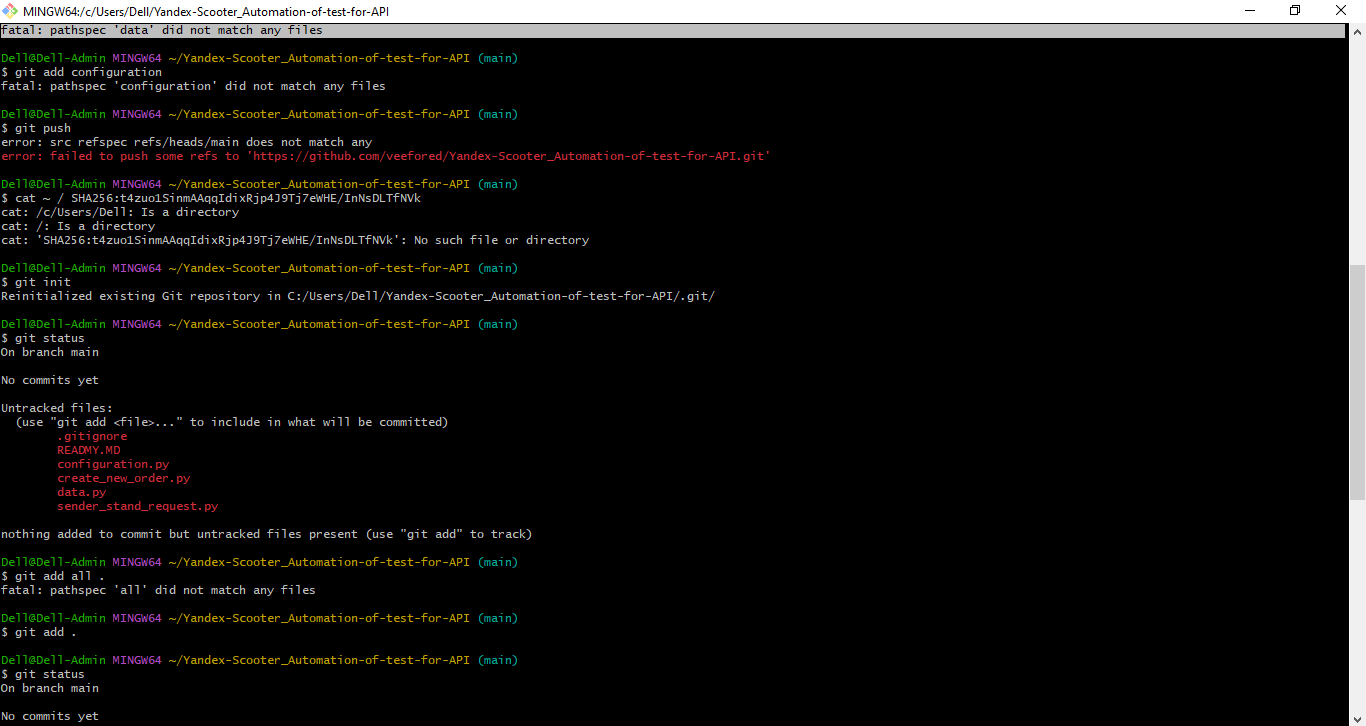 MINGW64:/c/Users/Dell/Yandex-Scooter_Automation-of-test-for-API
fatal: pathspec 'data' did not match any files
Dell@Dell-Admin MINGW64 ~/Yandex-Scooter_Automation-of-test-for-API (main)
$ git add configuration
fatal: pathspec 'configuration' did not match any files
Dell@Dell-Admin MINGW64 ~/Yandex-Scooter_Automation-of-test-for-API (main)
$ git push
error: src refspec refs/heads/main does not match any
error: failed to push some refs to 'https://github.com/veefored/Yandex-Scooter_Automation-of-test-for-API.git'
Dell@Dell-Admin MINGW64 ~/Yandex-Scooter_Automation-of-test-for-API (main)
$ cat ~ / SHA256:t4zuo1SinmAAqqIdixRjp4J9Tj7eWHE/InNsDLTfNVk
cat: /c/Users/Dell: Is a directory
cat: /: Is a directory
cat: 'SHA256:t4zuo1SinmAAqqIdixRjp4J9Tj7eWHE/InNsDLTfNVk': No such file or directory
Dell@Dell-Admin MINGW64 ~/Yandex-Scooter_Automation-of-test-for-API (main)
$ git init
Reinitialized existing Git repository in C:/Users/Dell/Yandex-Scooter_Automation-of-test-for-API/.git/
Dell@Dell-Admin MINGW64 ~/Yandex-Scooter_Automation-of-test-for-API (main)
$ git status
On branch main
No commits yet
Untracked files:
(use "git add <file>..." to include in what will be committed)
.gitignore
READMY.MD
configuration.py
create_new_order.py
data.py
sender_stand_request.py
nothing added to commit but untracked files present (use "git add" to track)
Dell@Dell-Admin MINGW64 ~/Yandex-Scooter_Automation-of-test-for-API (main)
$ git add all .
fatal: pathspec 'all' did not match any files
Dell@Dell-Admin MINGW64 ~/Yandex-Scooter_Automation-of-test-for-API (main)
$ git add .
Dell@Dell-Admin MINGW64 ~/Yandex-Scooter_Automation-of-test-for-API (main)
$ git status
On branch main
No commits yet